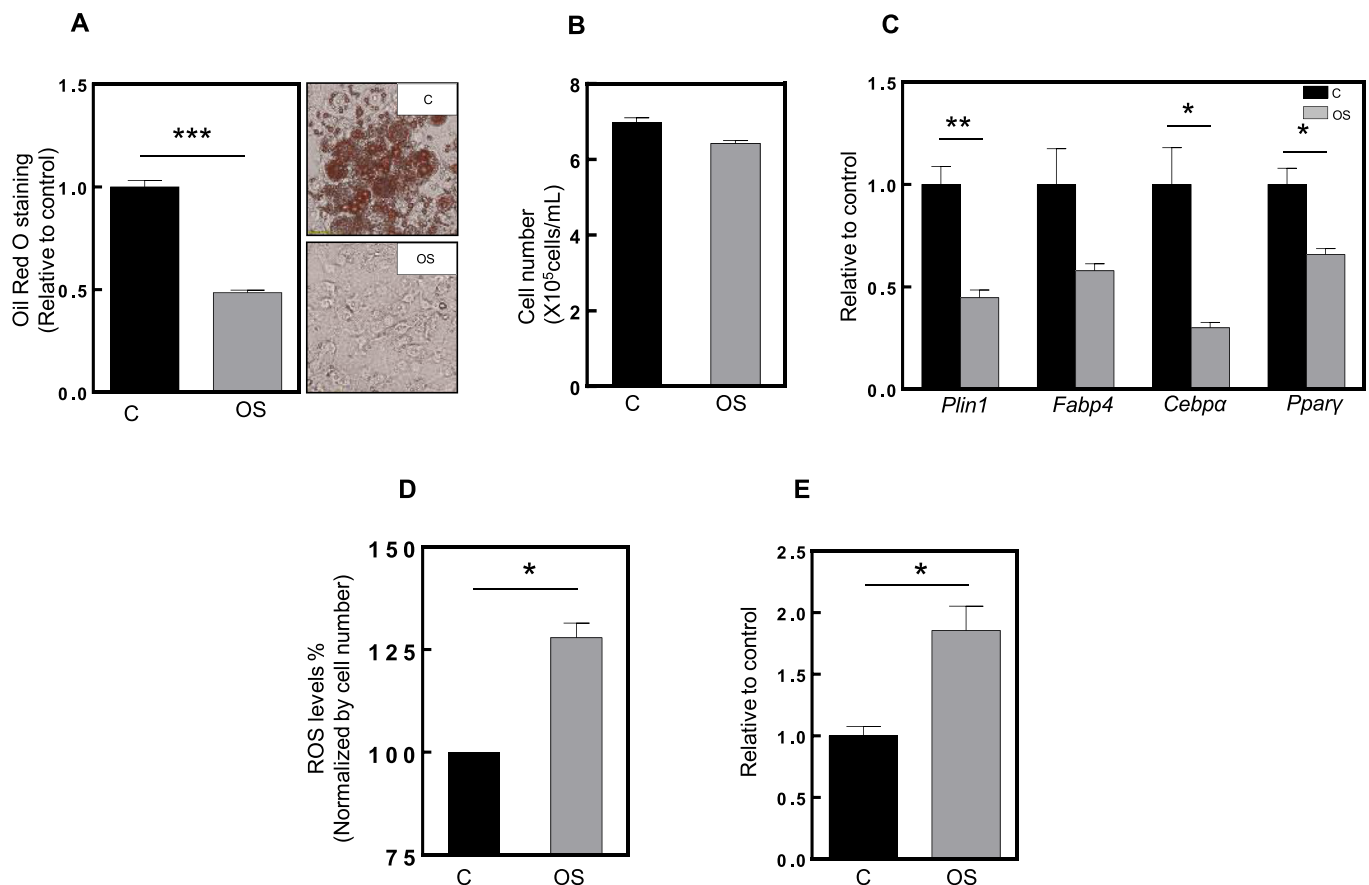 A
Oil Red O staining
(Relative to control)
1.5
1.0
0.5
0.0
***
C
OS
C
OS
B
Cell number
(X10⁵cells/mL)
8
6
4
2
0
C
OS
C
Relative to control
1.5
1.0
0.5
0.0
**
*
*
C
OS
Plin1
Fabp4
Cebpα
Pparγ
D
ROS levels %
(Normalized by cell number)
150
125
100
75
*
C
OS
E
Relative to control
2.5
2.0
1.5
1.0
0.5
0.0
*
C
OS